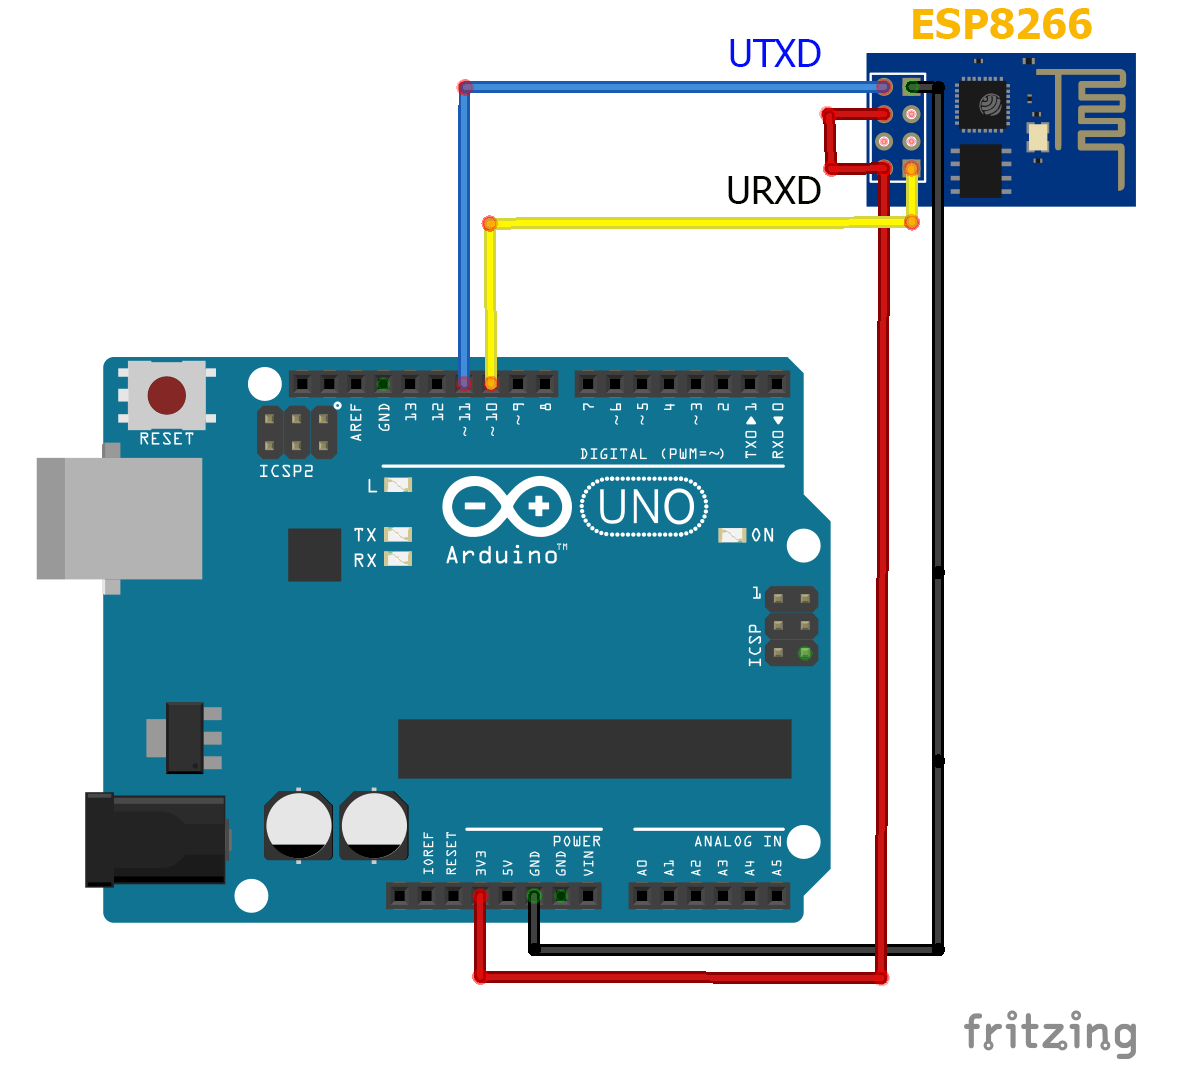 ESP8266
UTXD
URXD
RESET
ICSP2
AREF
GND
13
12
~11
~10
~9
8
7
~6
~5
4
~3
2
TX0▶1
RX0◀0
DIGITAL (PWM=~)
L
TX
RX
UNO
Arduino™
ON
1
ICSP
IOREF
RESET
3V3
5V
GND
GND
VIN
POWER
ANALOG IN
A0
A1
A2
A3
A4
A5
fritzing